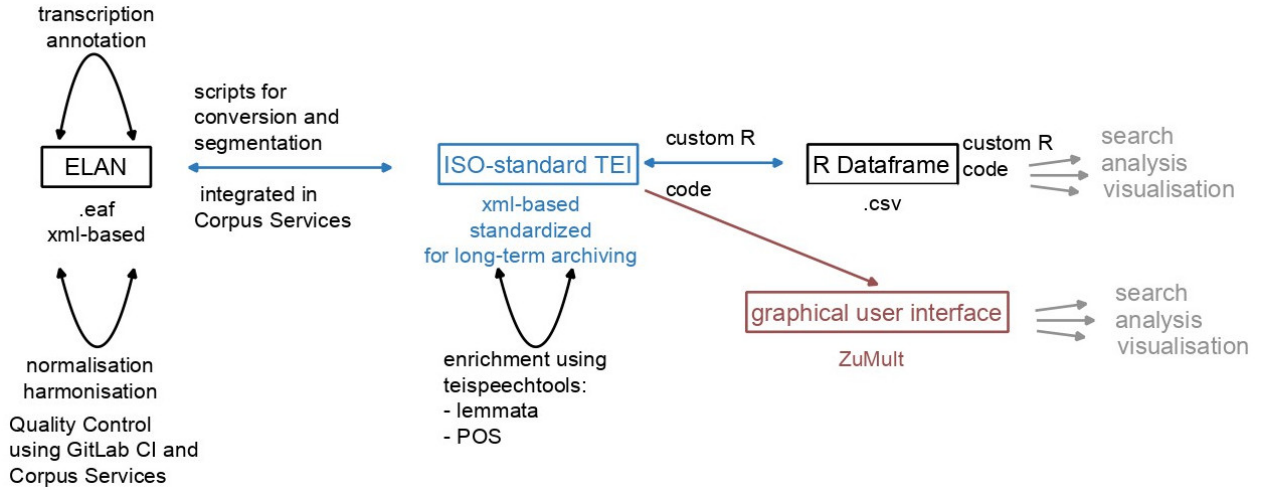 transcription
annotation
ELAN
.eaf
xml-based
normalisation
harmonisation
Quality Control
using GitLab CI and
Corpus Services
scripts for
conversion and
segmentation
integrated in
Corpus Services
ISO-standard TEI
xml-based
standardized
for long-term archiving
enrichment using
teispeechtools:
- lemmata
- POS
custom R
code
R Dataframe
.csv
custom R
code
search
analysis
visualisation
graphical user interface
ZuMult
search
analysis
visualisation